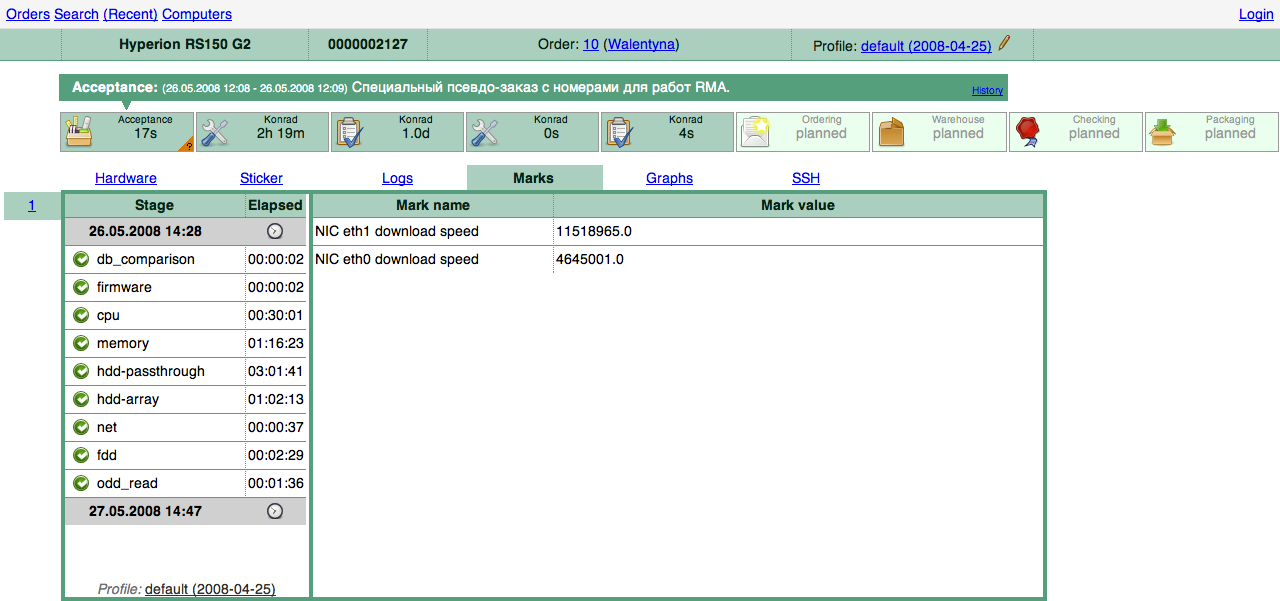 Orders Search (Recent) Computers Login
Hyperion RS150 G2 0000002127 Order: 10 (Walentyna) Profile: default (2008-04-25)
Acceptance: (26.05.2008 12:08 - 26.05.2008 12:09) Специальный псевдо-заказ с номерами для работ RMA. History
Acceptance Konrad Konrad Konrad Konrad Ordering Warehouse Checking Packaging
17s 2h 19m 1.0d 0s 4s planned planned planned planned
?
Hardware Sticker Logs Marks Graphs SSH
1 Stage Elapsed Mark name Mark value
26.05.2008 14:28 NIC eth1 download speed 11518965.0
db_comparison 00:00:02 NIC eth0 download speed 4645001.0
firmware 00:00:02
cpu 00:30:01
memory 01:16:23
hdd-passthrough 03:01:41
hdd-array 01:02:13
net 00:00:37
fdd 00:02:29
odd_read 00:01:36
27.05.2008 14:47
Profile: default (2008-04-25)